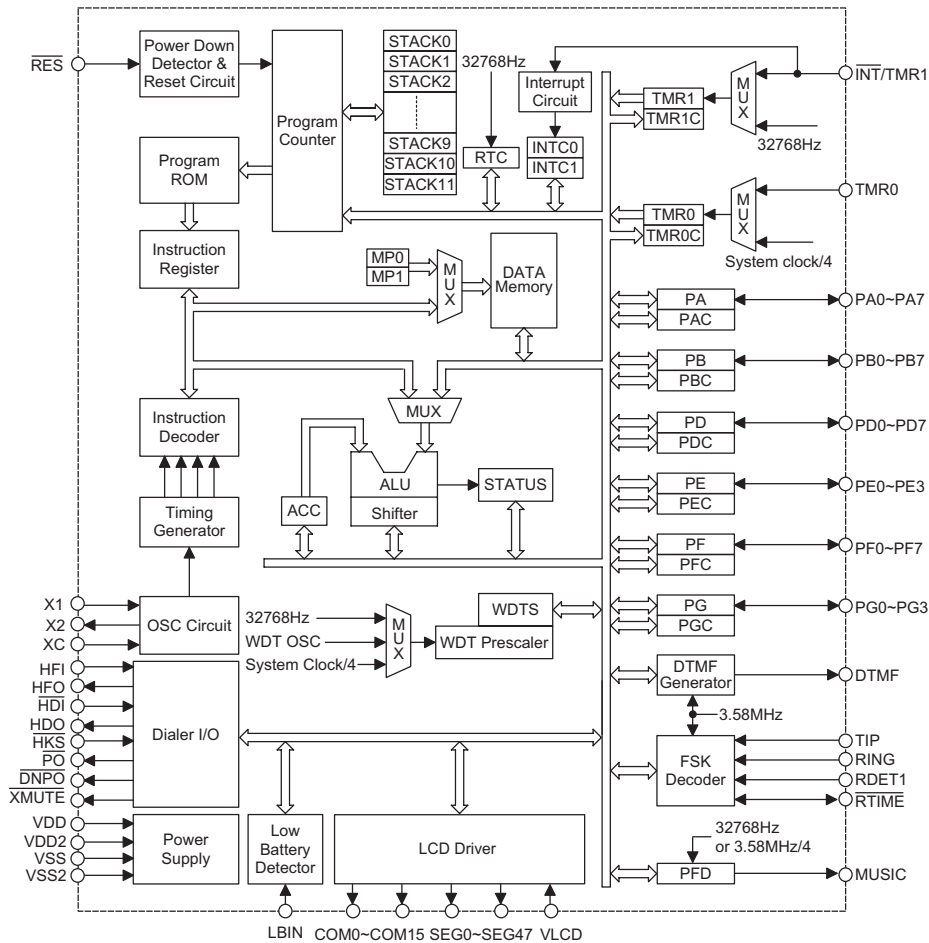 RES
Power Down
Detector &
Reset Circuit
Program
Counter
STACK0
STACK1
STACK2
STACK9
STACK10
STACK11
32768Hz
RTC
Interrupt
Circuit
INTC0
INTC1
TMR1
TMR1C
MUX
INT/TMR1
32768Hz
Program
ROM
TMR0
TMR0C
MUX
TMR0
System clock/4
Instruction
Register
MP0
MP1
MUX
DATA
Memory
PA
PAC
PA0~PA7
PB
PBC
PB0~PB7
MUX
Instruction
Decoder
PD
PDC
PD0~PD7
ALU
Shifter
STATUS
ACC
PE
PEC
PE0~PE3
Timing
Generator
PF
PFC
PF0~PF7
X1
X2
XC
OSC Circuit
32768Hz
WDT OSC
System Clock/4
MUX
WDTS
WDT Prescaler
PG
PGC
PG0~PG3
HFI
HFO
HDI
HDO
HKS
PO
DNPO
XMUTE
Dialer I/O
DTMF
Generator
DTMF
3.58MHz
FSK
Decoder
TIP
RING
RDET1
RTIME
VDD
VDD2
VSS
VSS2
Power
Supply
Low
Battery
Detector
LCD Driver
32768Hz
or 3.58MHz/4
PFD
MUSIC
LBIN
COM0~COM15
SEG0~SEG47
VLCD